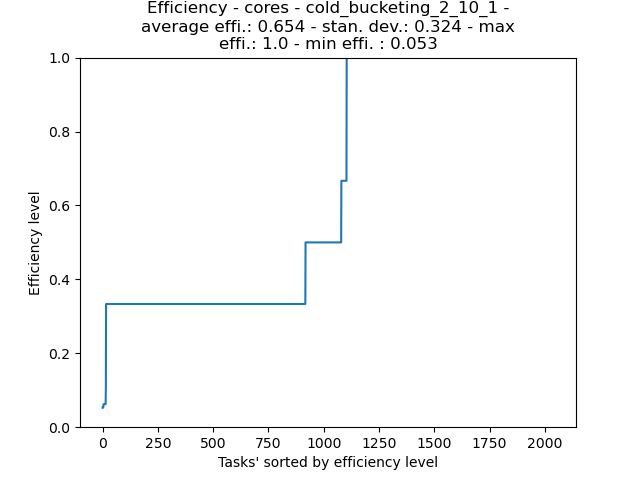 Efficiency - cores - cold_bucketing_2_10_1 -
average effi.: 0.654 - stan. dev.: 0.324 - max
effi.: 1.0 - min effi. : 0.053
1.0
0.8
0.6
0.4
0.2
0.0
Efficiency level
0 250 500 750 1000 1250 1500 1750 2000
Tasks' sorted by efficiency level